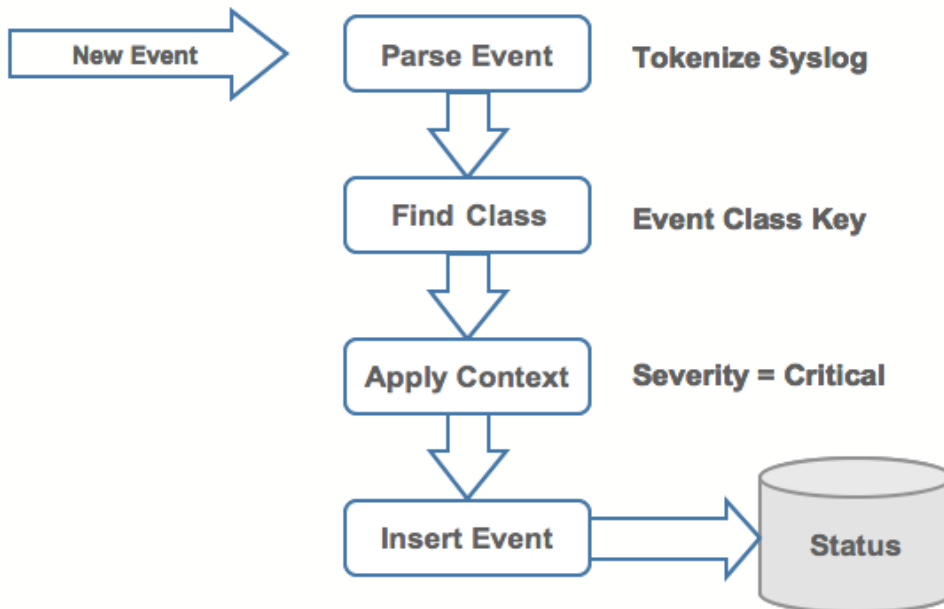 New Event
Parse Event
Tokenize Syslog
Find Class
Event Class Key
Apply Context
Severity = Critical
Insert Event
Status